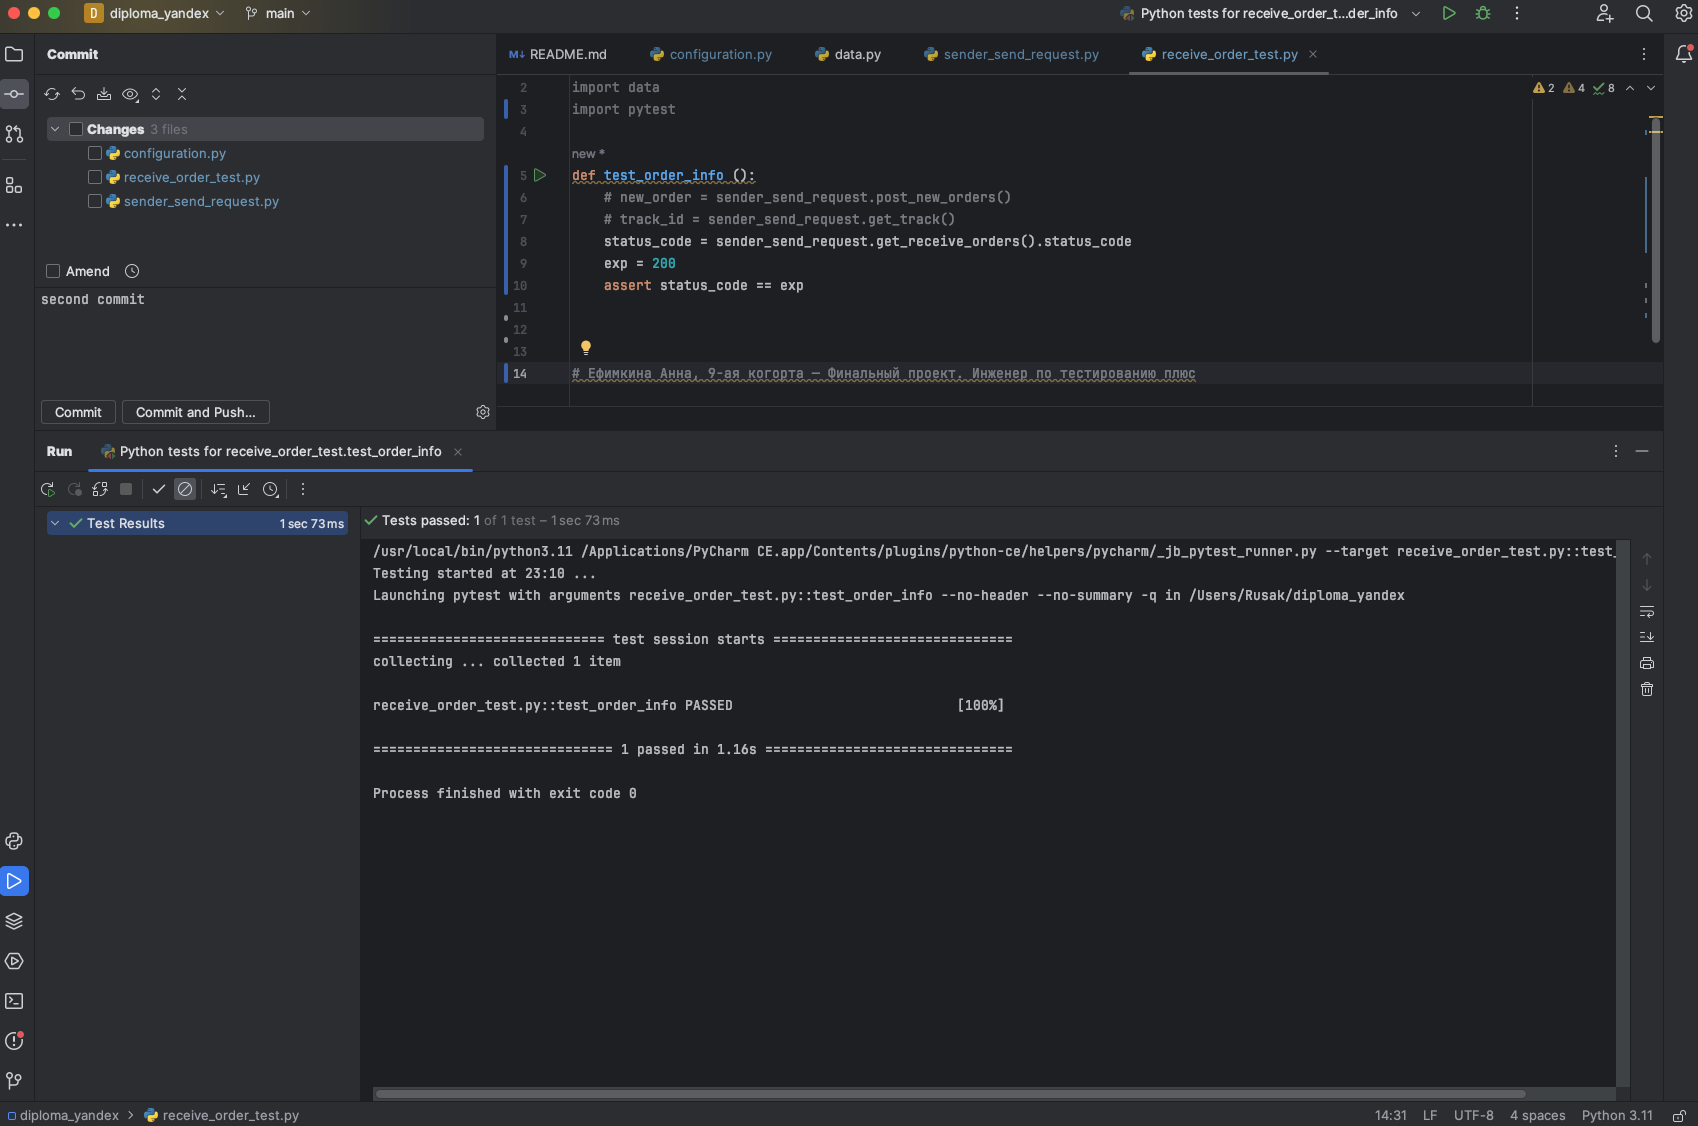 D diploma_yandex main Python tests for receive_order_t...der_info
Commit
README.md configuration.py data.py sender_send_request.py receive_order_test.py
Changes 3 files
configuration.py
receive_order_test.py
sender_send_request.py
Amend
second commit
Commit Commit and Push...
2 4 8
2 import data
3 import pytest
4
new *
5 def test_order_info ():
6 # new_order = sender_send_request.post_new_orders()
7 # track_id = sender_send_request.get_track()
8 status_code = sender_send_request.get_receive_orders().status_code
9 exp = 200
10 assert status_code == exp
11
12
13
14 # Ефимкина Анна, 9-ая когорта — Финальный проект. Инженер по тестированию плюс
Run Python tests for receive_order_test.test_order_info
Test Results 1 sec 73 ms
Tests passed: 1 of 1 test – 1 sec 73 ms
/usr/local/bin/python3.11 /Applications/PyCharm CE.app/Contents/plugins/python-ce/helpers/pycharm/_jb_pytest_runner.py --target receive_order_test.py::test_
Testing started at 23:10 ...
Launching pytest with arguments receive_order_test.py::test_order_info --no-header --no-summary -q in /Users/Rusak/diploma_yandex
============================= test session starts ==============================
collecting ... collected 1 item
receive_order_test.py::test_order_info PASSED [100%]
============================== 1 passed in 1.16s ===============================
Process finished with exit code 0
diploma_yandex > receive_order_test.py 14:31 LF UTF-8 4 spaces Python 3.11